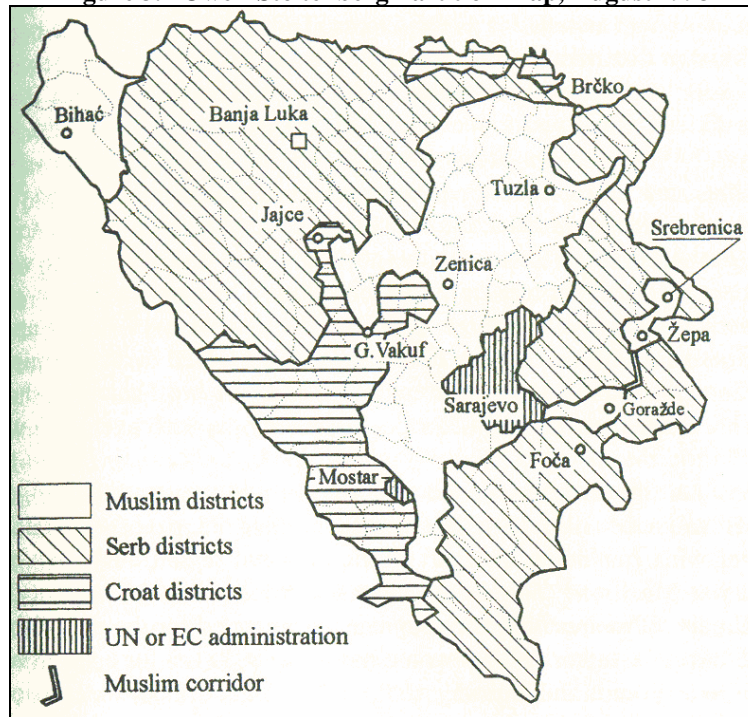 Brčko
Bihać
Banja Luka
Tuzla
Jajce
Srebrenica
Zenica
Žepa
G.Vakuf
Sarajevo
Goražde
Foča
Mostar
Muslim districts
Serb districts
Croat districts
UN or EC administration
Muslim corridor